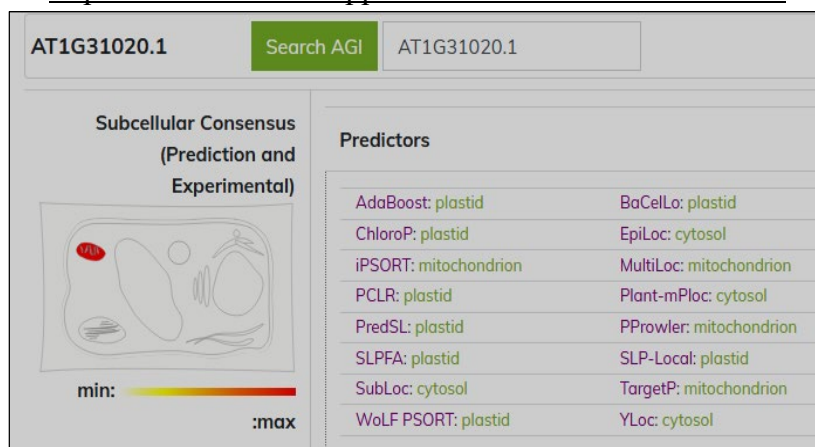 AT1G31020.1 Search AGI AT1G31020.1
Subcellular Consensus
(Prediction and
Experimental)
min:
:max
Predictors
AdaBoost: plastid BaCelLo: plastid
ChloroP: plastid EpiLoc: cytosol
iPSORT: mitochondrion MultiLoc: mitochondrion
PCLR: plastid Plant-mPloc: cytosol
PredSL: plastid PProwler: mitochondrion
SLPFA: plastid SLP-Local: plastid
SubLoc: cytosol TargetP: mitochondrion
WoLF PSORT: plastid YLoc: cytosol